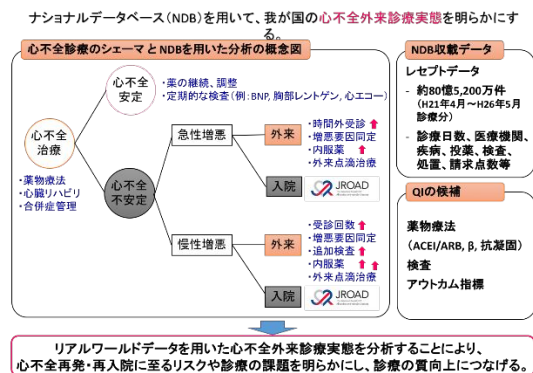 ナショナルデータベース(NDB)を用いて、我が国の心不全外来診療実態を明らかにす
る。
心不全診療のシェーマとNDBを用いた分析の概念図
心不全
安定
・薬の継続、調整
・定期的な検査(例:BNP, 胸部レントゲン, 心エコー)
心不全
治療
・薬物療法
・心臓リハビリ
・合併症管理
心不全
不安定
急性増悪
外来
・時間外受診↑
・増悪要因同定
・内服薬↑
・外来点滴治療
入院
JROAD
慢性増悪
外来
・受診回数↑
・増悪要因同定
・追加検査↑
・内服薬↑↑
・外来点滴治療
入院
JROAD
NDB収載データ
レセプトデータ
- 約80億5,200万件
(H21年4月~H26年5月
診療分)
- 診療日数、医療機関、
疾病、投薬、検査、
処置、請求点数等
QIの候補
薬物療法
(ACEI/ARB, β, 抗凝固)
検査
アウトカム指標
リアルワールドデータを用いた心不全外来診療実態を分析することにより、
心不全再発・再入院に至るリスクや診療の課題を明らかにし、診療の質向上につなげる。